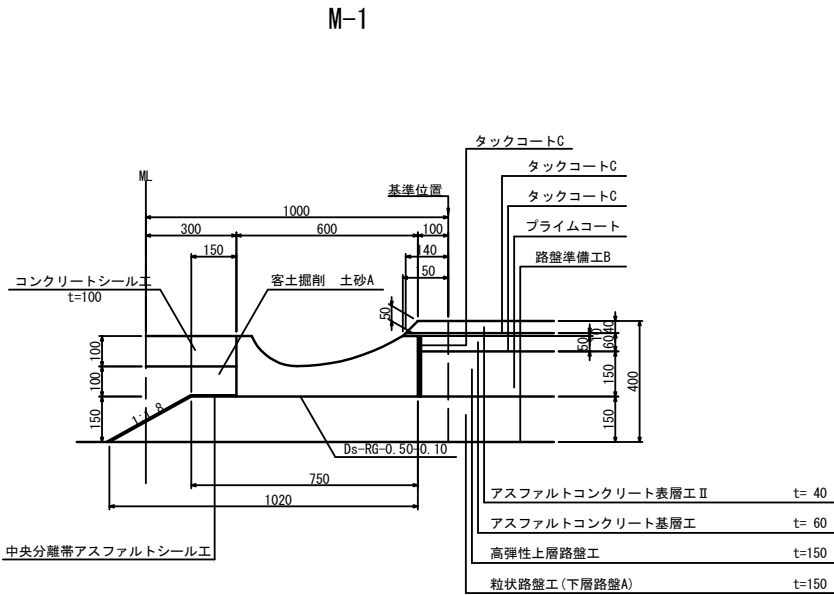 M-1
タックコートC
タックコートC
ML
基準位置
タックコートC
1000
プライムコート
300
600
100
150
140
路盤準備工B
コンクリートシール工
t=100
客土掘削 土砂A
150
50
40
10
50
60
100
100
150
150
150
400
1:1.8
Ds-RG-0.50-0.10
750
1020
アスファルトコンクリート表層工Ⅱ t= 40
アスファルトコンクリート基層工 t= 60
中央分離帯アスファルトシール工
高弾性上層路盤工 t=150
粒状路盤工(下層路盤A) t=150